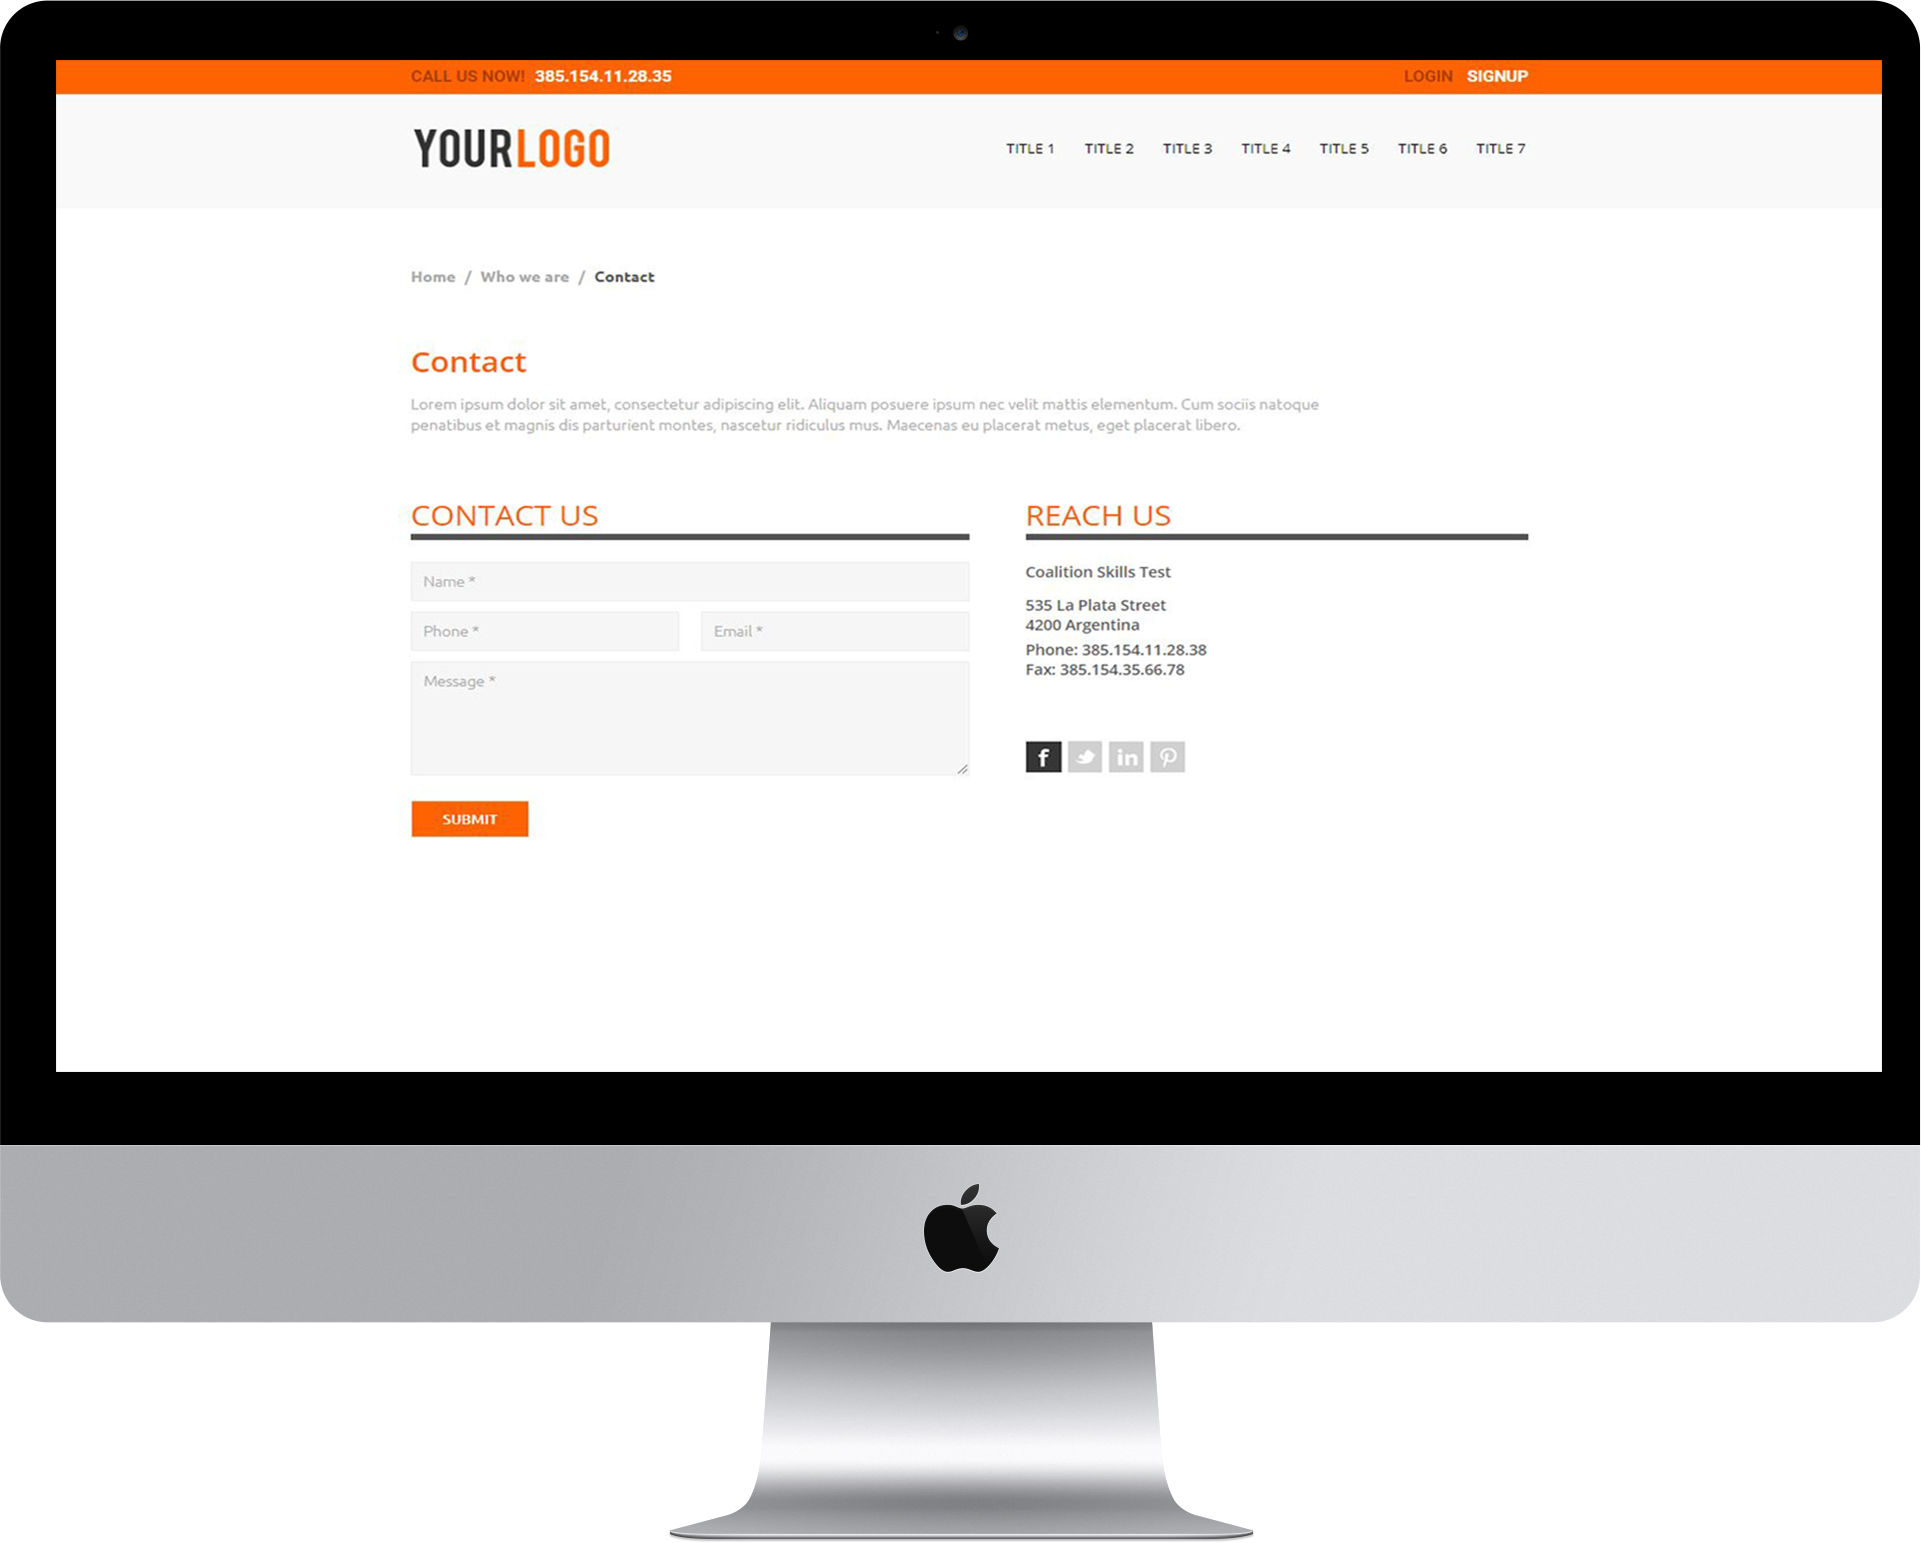 CALL US NOW! 385.154.11.28.35
LOGIN SIGNUP
YOURLOGO
TITLE 1 TITLE 2 TITLE 3 TITLE 4 TITLE 5 TITLE 6 TITLE 7
Home / Who we are / Contact
Contact
Lorem ipsum dolor sit amet, consectetur adipiscing elit. Aliquam posuere ipsum nec velit mattis elementum. Cum sociis natoque
penatibus et magnis dis parturient montes, nascetur ridiculus mus. Maecenas eu placerat metus, eget placerat libero.
CONTACT US
Name *
Phone *
Email *
Message *
SUBMIT
REACH US
Coalition Skills Test
535 La Plata Street
4200 Argentina
Phone: 385.154.11.28.38
Fax: 385.154.35.66.78
f
in